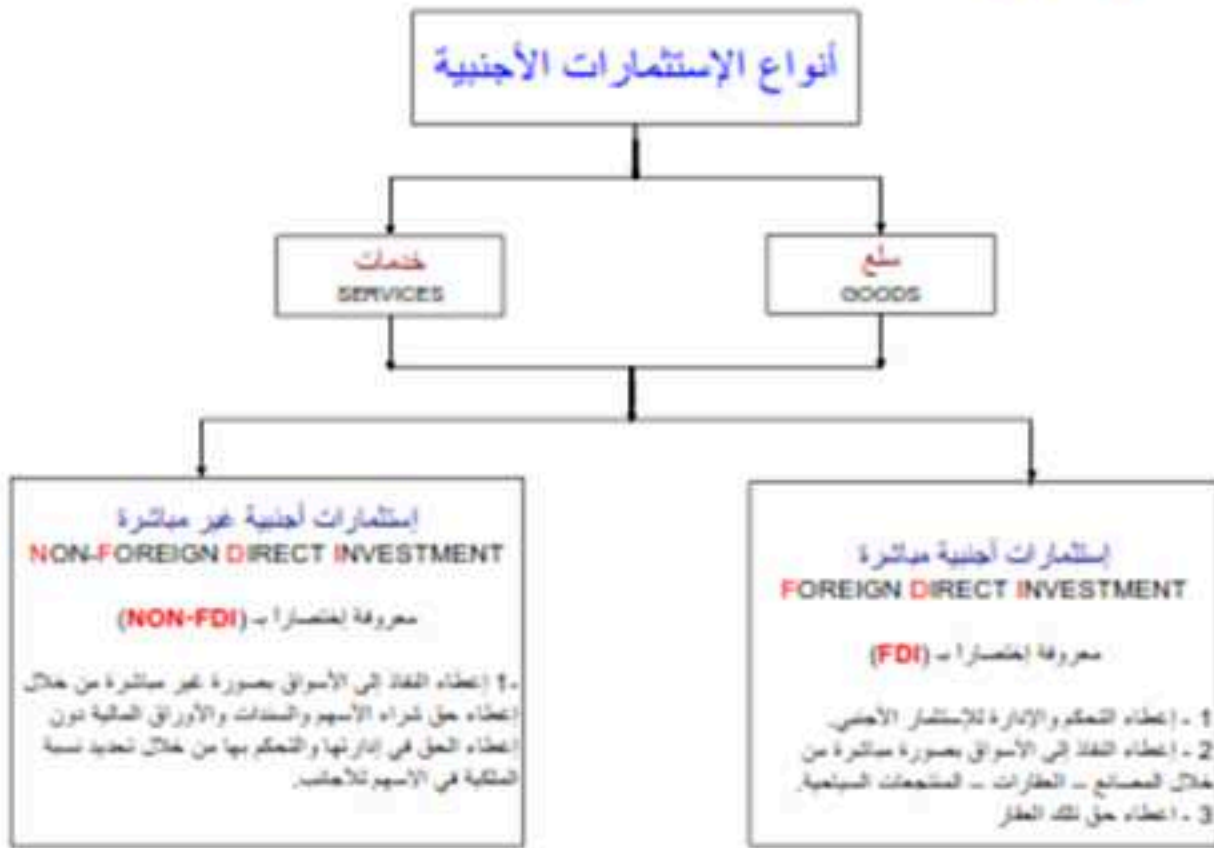 أنواع الإستثمارات الأجنبية
سلع
GOODS
خدمات
SERVICES
إستثمارات أجنبية مباشرة
FOREIGN DIRECT INVESTMENT
معروفة إختصاراً بـ (FDI)
1 - إعطاء التحكم والإدارة للإستثمار الأجنبي.
2 - إعطاء النفاذ إلى الأسواق بصورة مباشرة من
خلال المصانع – العقارات – المنتجعات السياحية.
3 - اعطاء حق تلك العقار
إستثمارات أجنبية غير مباشرة
NON-FOREIGN DIRECT INVESTMENT
معروفة إختصاراً بـ (NON-FDI)
1- إعطاء النفاذ إلى الأسواق بصورة غير مباشرة من خلال
إعطاء حق شراء الأسهم والسندات والأوراق المالية دون
إعطاء الحق في إدارتها والتحكم بها من خلال تحديد نسبة
الملكية في الاسهم للأجانب.